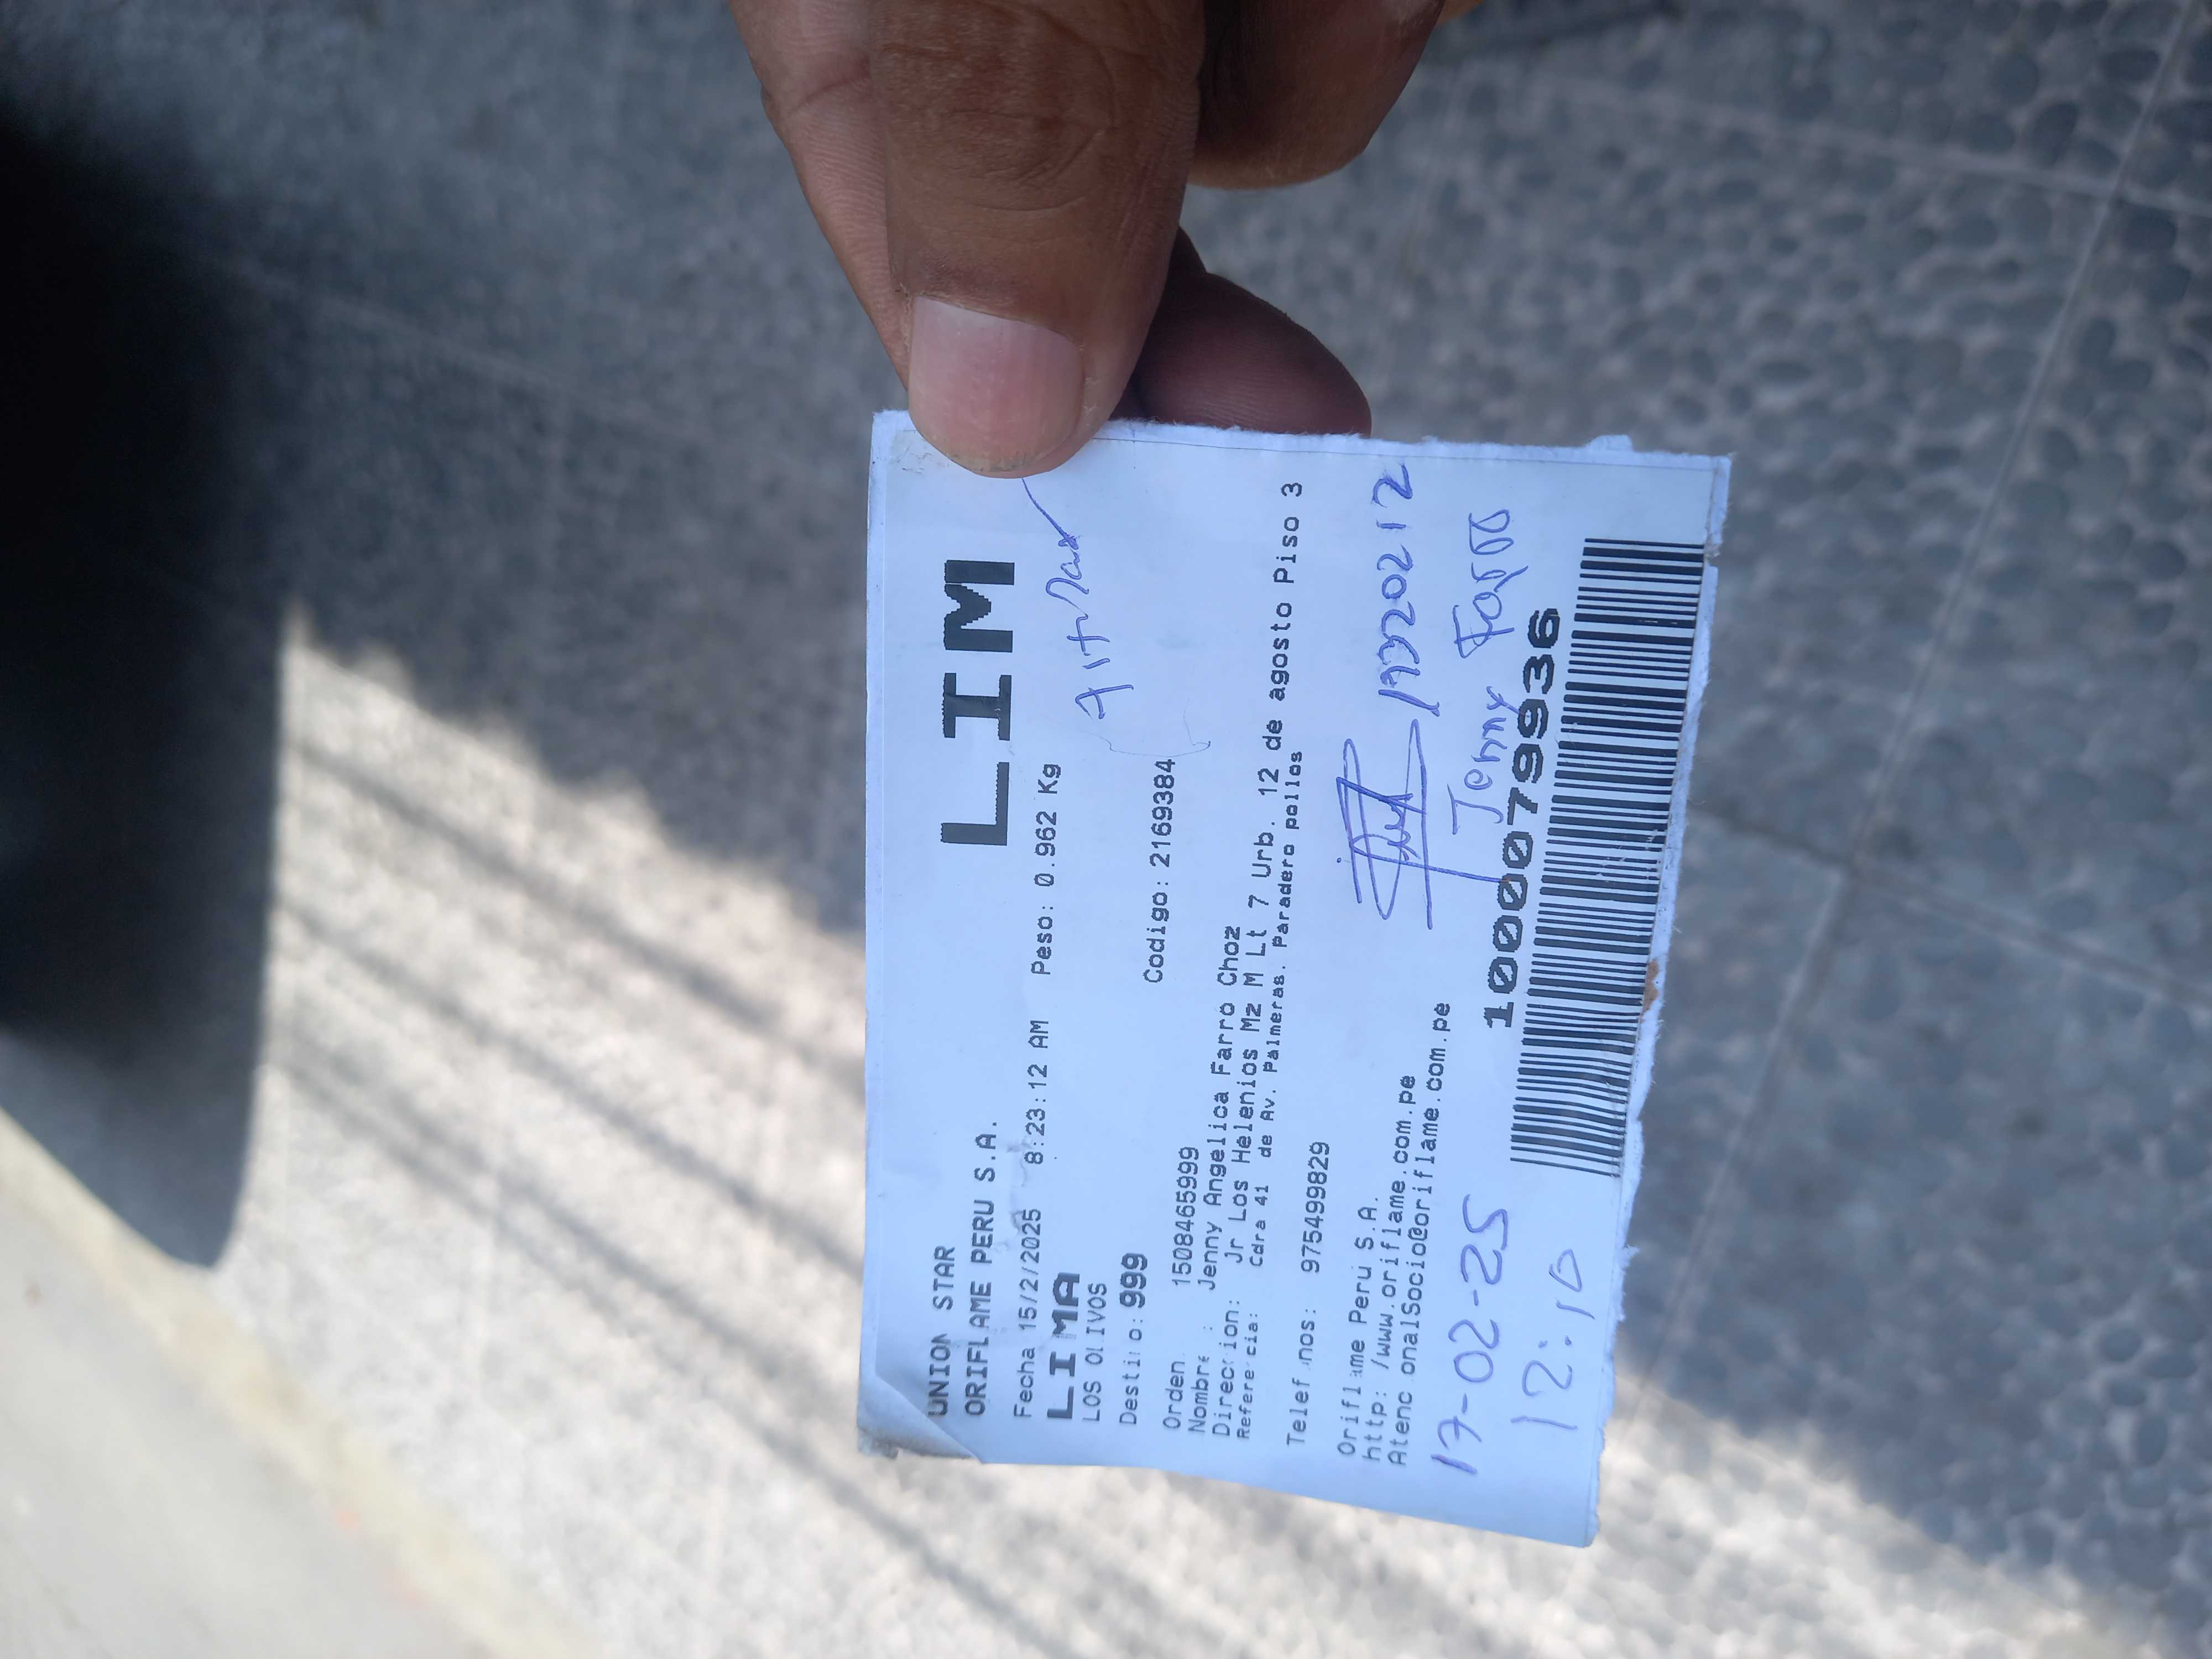 UNION STAR
ORIFLAME PERU S.A.
LIM
Fecha 15/2/2025 8:23:12 AM Peso: 0.962 Kg
LIMA
LOS OLIVOS
Destino: 999
Codigo: 2169384
Orden: 1508465999
Nombre : Jenny Angelica Farro Choz
Direccion: Jr Los Helenios Mz M Lt 7 Urb. 12 de agosto Piso 3
Referencia: Cdra 41 de Av. Palmeras. Paradero pollos
Telefonos: 975499829
Oriflame Peru S.A.
http: /www.oriflame.com.pe
AtencionalSocio@oriflame.com.pe
Jenny Farro
1000079936
17-02-25
12:10